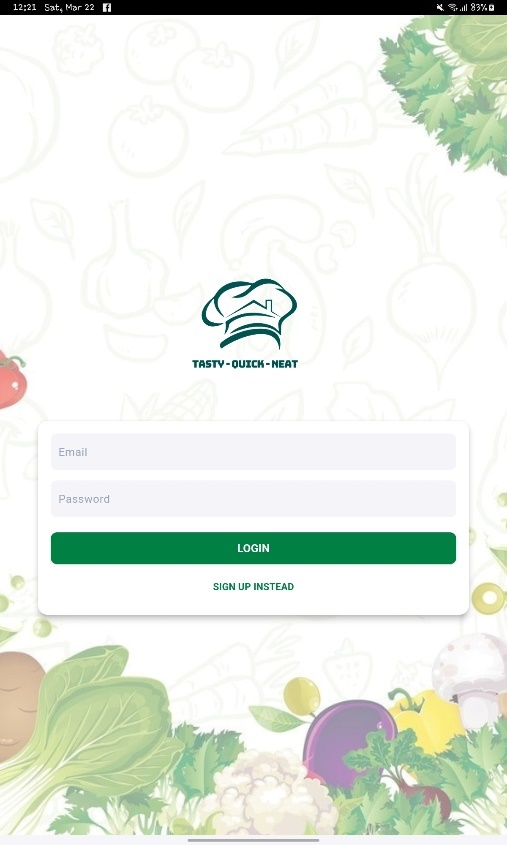 12:21 Sat, Mar 22 83%
TASTY-QUICK-NEAT
Email
Password
LOGIN
SIGN UP INSTEAD